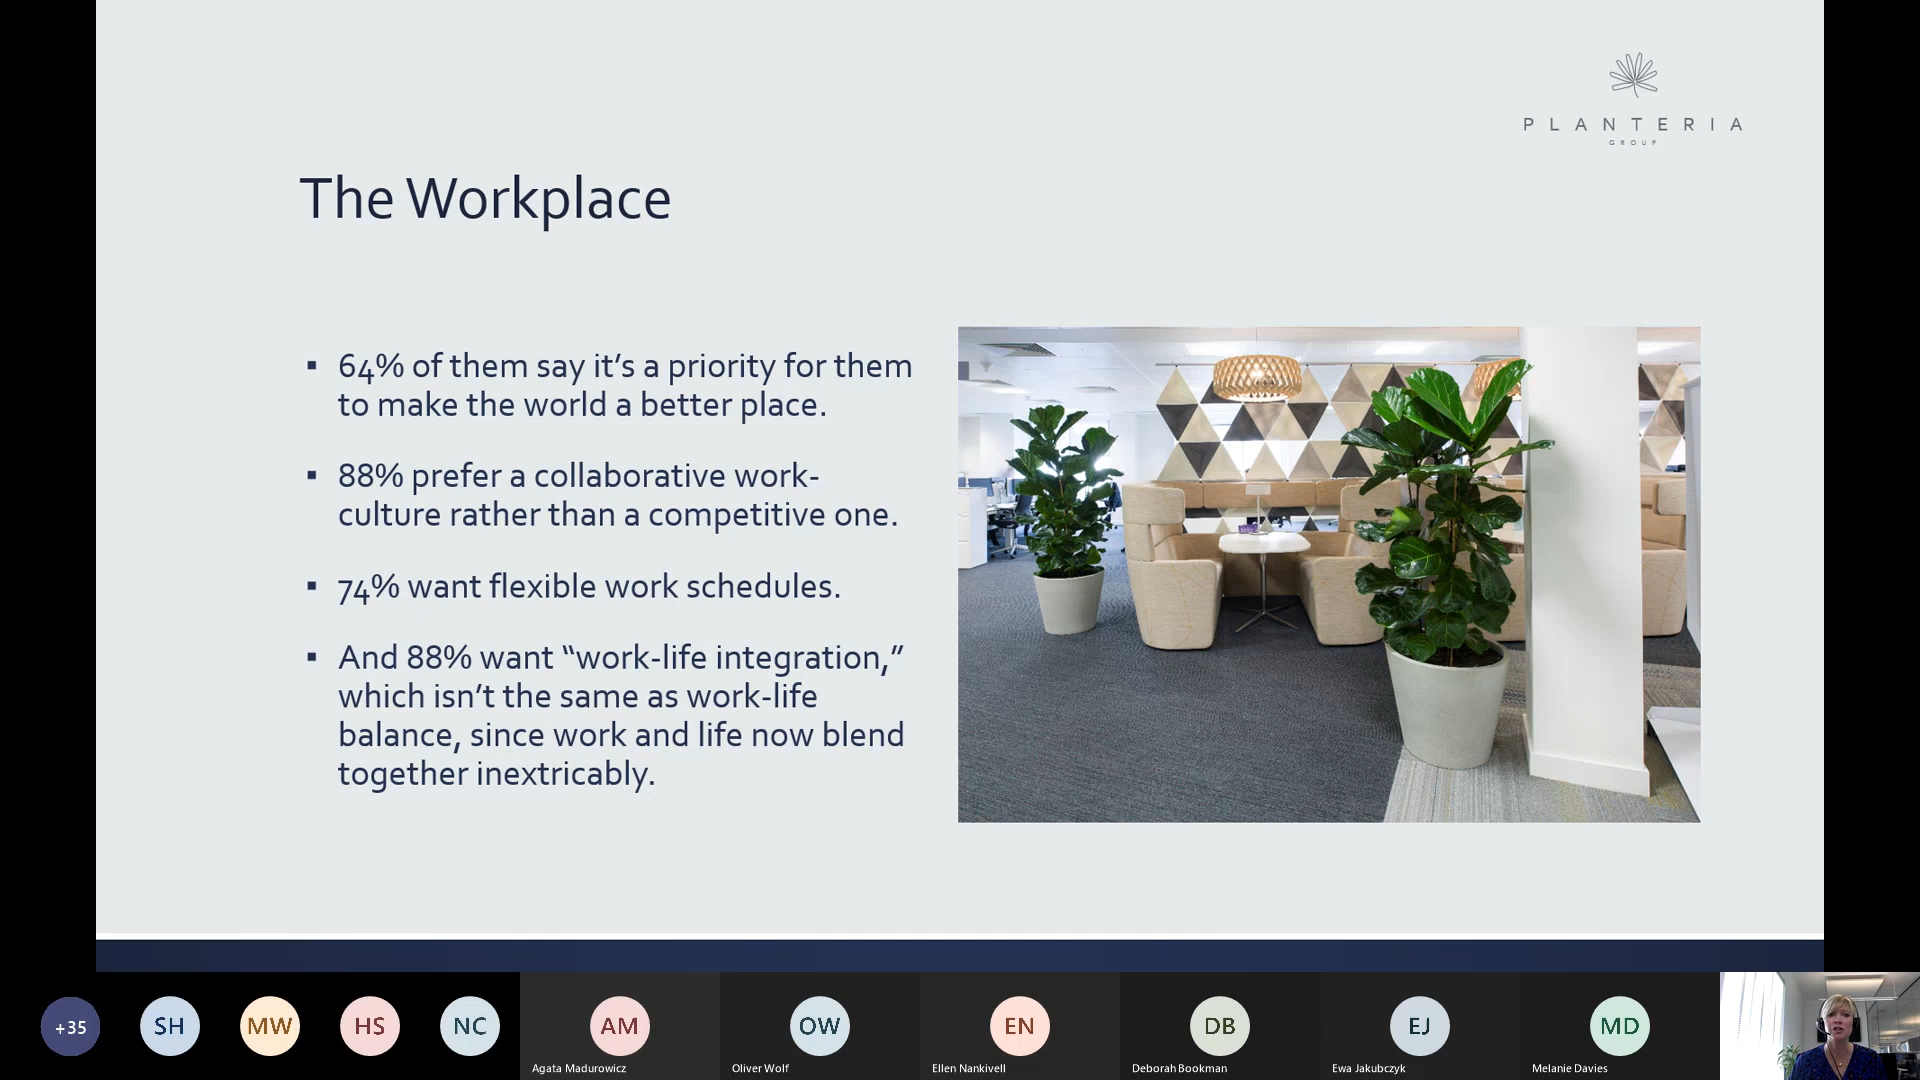 PLANTERIA
GROUP
The Workplace
▪ 64% of them say it’s a priority for them
to make the world a better place.
▪ 88% prefer a collaborative work-
culture rather than a competitive one.
▪ 74% want flexible work schedules.
▪ And 88% want “work-life integration,”
which isn’t the same as work-life
balance, since work and life now blend
together inextricably.
+35
SH
MW
HS
NC
AM
OW
EN
DB
EJ
MD
Agata Madurowicz
Oliver Wolf
Ellen Nankivell
Deborah Bookman
Ewa Jakubczyk
Melanie Davies